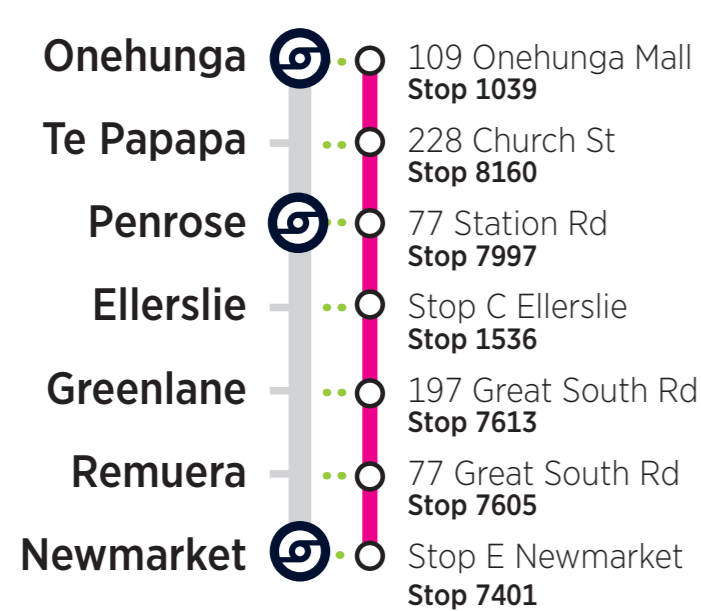 Onehunga
109 Onehunga Mall
Stop 1039
Te Papapa
228 Church St
Stop 8160
Penrose
77 Station Rd
Stop 7997
Ellerslie
Stop C Ellerslie
Stop 1536
Greenlane
197 Great South Rd
Stop 7613
Remuera
77 Great South Rd
Stop 7605
Newmarket
Stop E Newmarket
Stop 7401